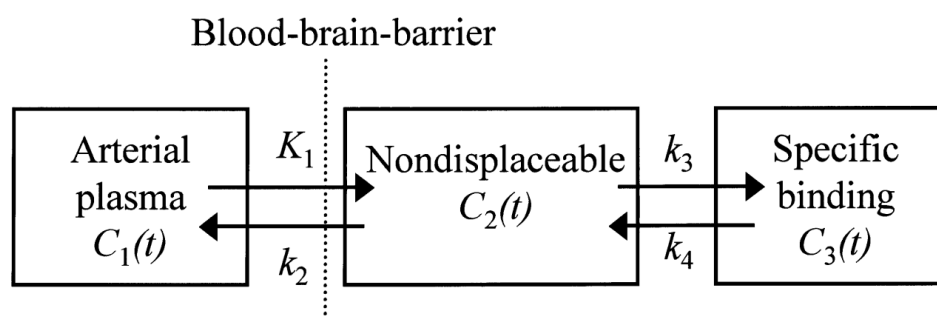 Blood-brain-barrier
Arterial
plasma
C₁(t)
K₁
k₂
Nondisplaceable
C₂(t)
k₃
k₄
Specific
binding
C₃(t)